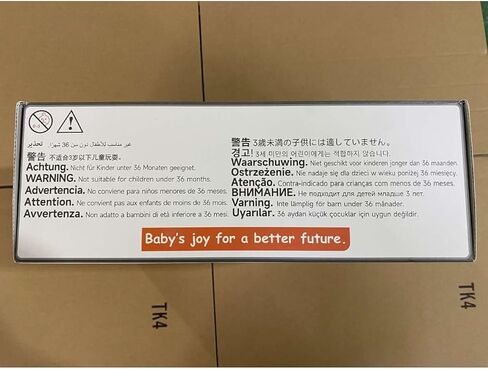 غير مناسب للأطفال دون سن 36 شهرًا. تحذير
警告 不适合3岁以下儿童玩耍。
Achtung. Nicht für Kinder unter 36 Monaten geeignet.
WARNING. Not suitable for children under 36 months.
Advertencia. No conviene para niños menores de 36 meses.
Attention. Ne convient pas aux enfants de moins de 36 mois.
Avvertenza. Non adatto a bambini di età inferiore a 36 mesi.
警告 3歳未満の子供には適していません。
경고! 3세 미만의 어린이에게는 적합하지 않습니다.
Waarschuwing. Niet geschikt voor kinderen jonger dan 36 maanden.
Ostrzeżenie. Nie nadaje się dla dzieci w wieku poniżej 36 miesięcy.
Atenção. Contra-indicado para crianças com menos de 36 meses.
ВНИМАНИЕ. Не подходит для детей младше 3 лет.
Varning. Inte lämplig för barn under 36 månader.
Uyarılar. 36 aydan küçük çocuklar için uygun değildir.
Baby's joy for a better future.
TK4
TK4